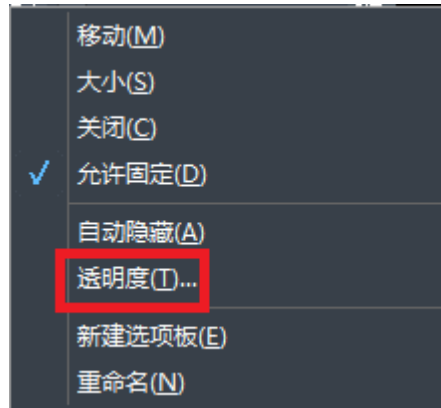 移动(M)
大小(S)
关闭(C)
允许固定(D)
自动隐藏(A)
透明度(T)...
新建选项板(E)
重命名(N)